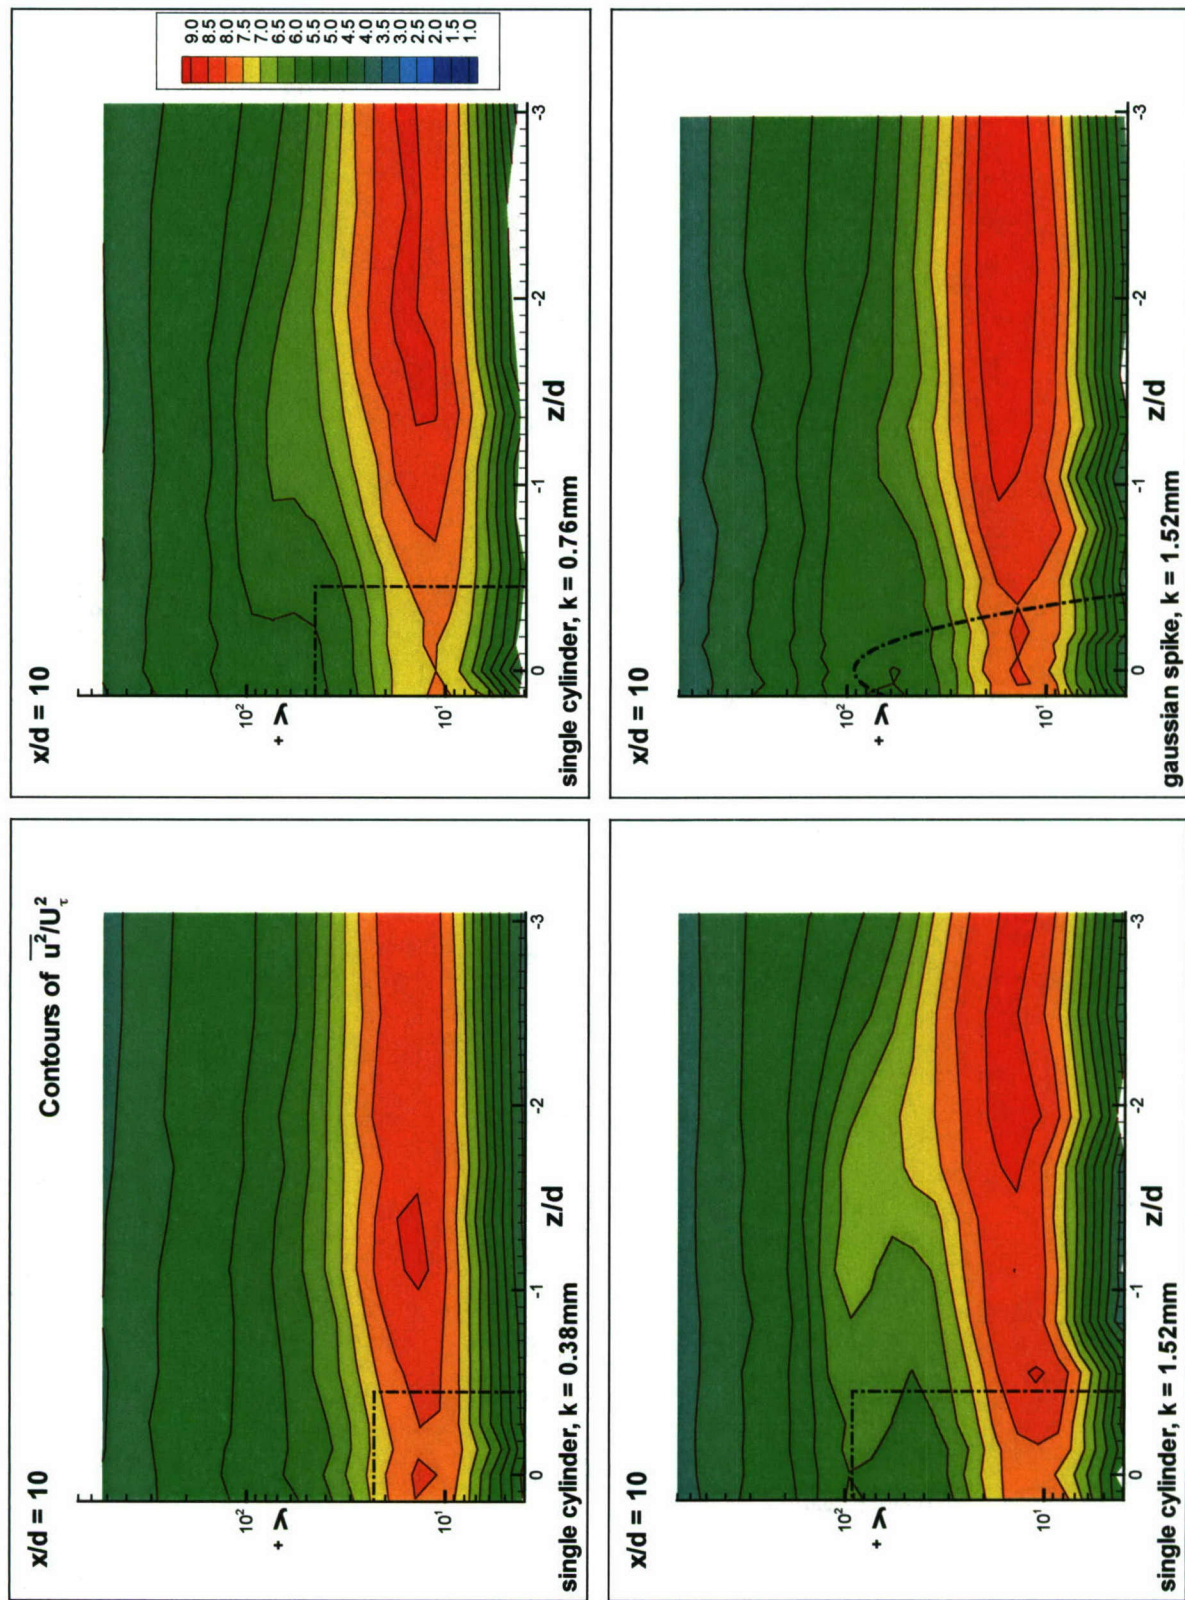 x/d = 10
Contours of u²/U²τ
10²
10¹
y+
0
-1
-2
-3
z/d
single cylinder, k = 0.38mm
x/d = 10
9.0
8.5
8.0
7.5
7.0
6.5
6.0
5.5
5.0
4.5
4.0
3.5
3.0
2.5
2.0
1.5
1.0
10²
10¹
y+
0
-1
-2
-3
z/d
single cylinder, k = 0.76mm
x/d = 10
10²
10¹
y+
0
-1
-2
-3
z/d
single cylinder, k = 1.52mm
x/d = 10
10²
10¹
y+
0
-1
-2
-3
z/d
gaussian spike, k = 1.52mm